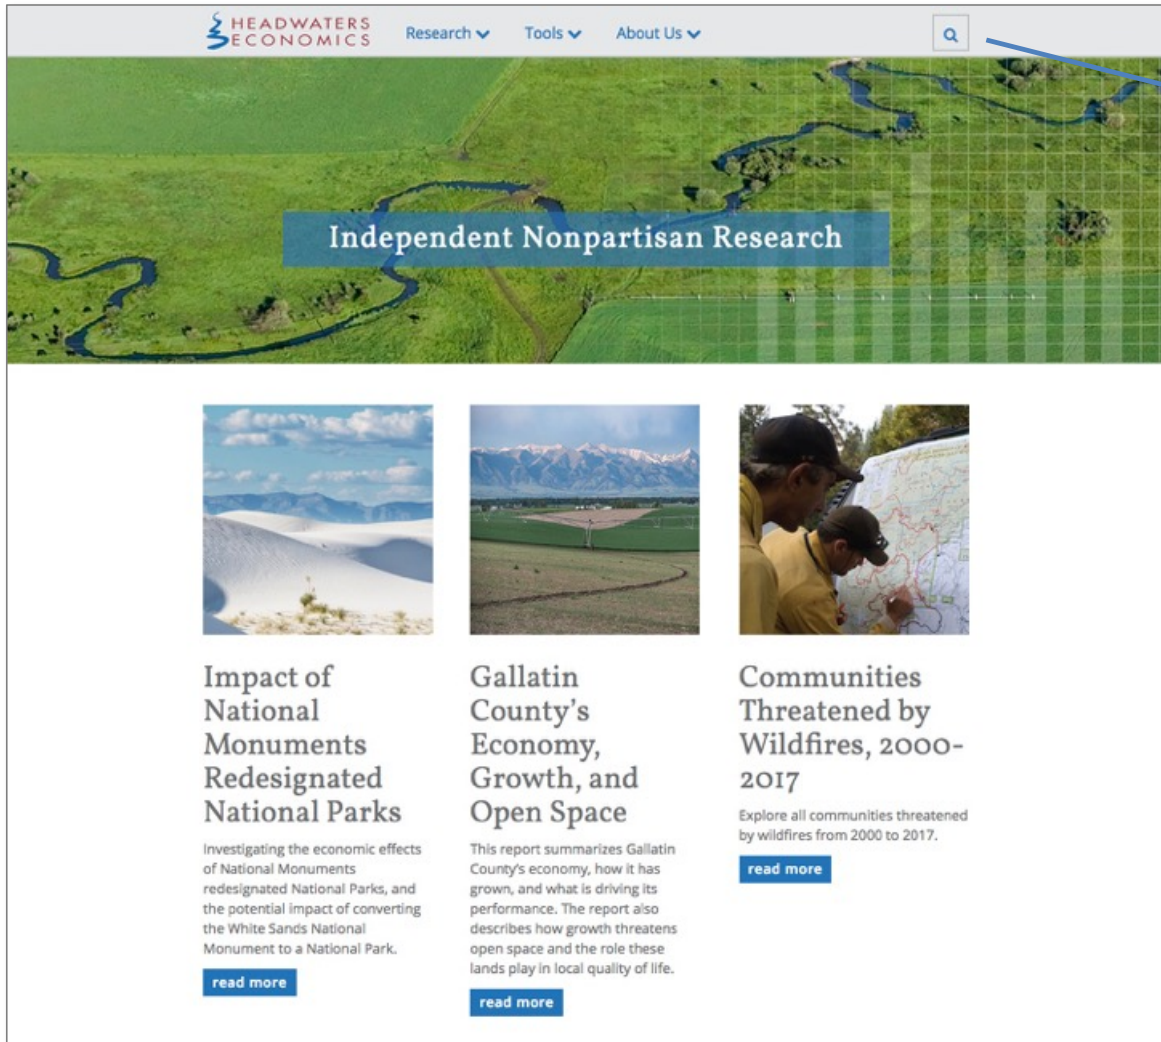 HEADWATERS
ECONOMICS
Research
Tools
About Us
Independent Nonpartisan Research
Impact of
National
Monuments
Redesignated
National Parks
Investigating the economic effects
of National Monuments
redesignated National Parks, and
the potential impact of converting
the White Sands National
Monument to a National Park.
read more
Gallatin
County's
Economy,
Growth, and
Open Space
This report summarizes Gallatin
County's economy, how it has
grown, and what is driving its
performance. The report also
describes how growth threatens
open space and the role these
lands play in local quality of life.
read more
Communities
Threatened by
Wildfires, 2000-
2017
Explore all communities threatened
by wildfires from 2000 to 2017.
read more